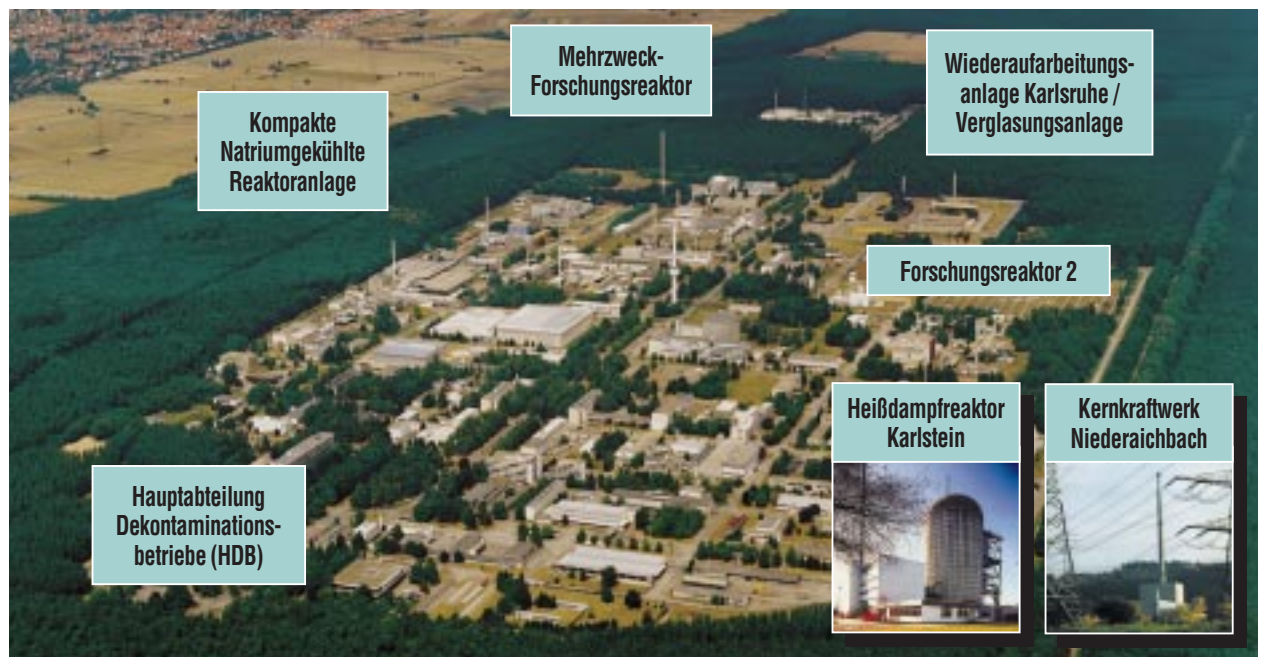 Mehrzweck-
Forschungsreaktor
Wiederaufarbeitungs-
anlage Karlsruhe /
Verglasungsanlage
Kompakte
Natriumgekühlte
Reaktoranlage
Forschungsreaktor 2
Heißdampfreaktor
Karlstein
Kernkraftwerk
Niederaichbach
Hauptabteilung
Dekontaminations-
betriebe (HDB)